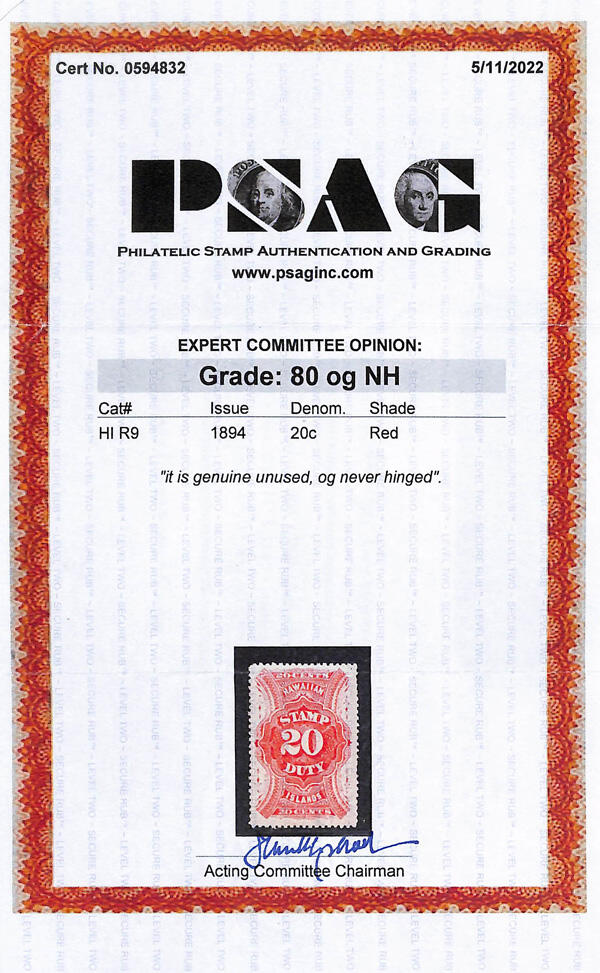 Cert No. 0594832 5/11/2022
PSAG
PHILATELIC STAMP AUTHENTICATION AND GRADING
www.psaginc.com
EXPERT COMMITTEE OPINION:
Grade: 80 og NH
Cat# Issue Denom. Shade
HI R9 1894 20c Red
"it is genuine unused, og never hinged".
20 CENTS
HAWAIIAN
STAMP
20
DUTY
ISLANDS
20 CENTS
Acting Committee Chairman